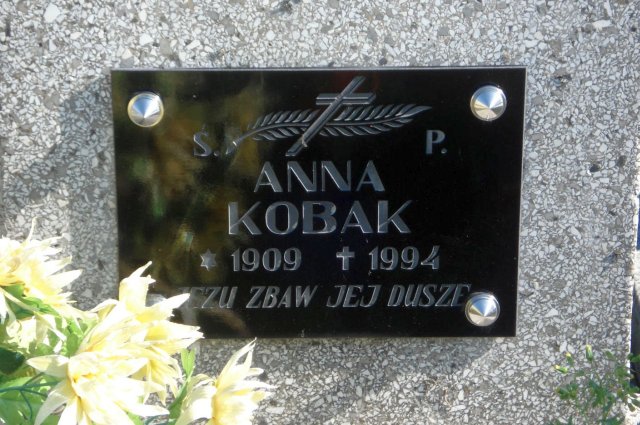 Ś. P.
ANNA
KOBAK
* 1909 † 1994
ZBAW JEJ DUSZE